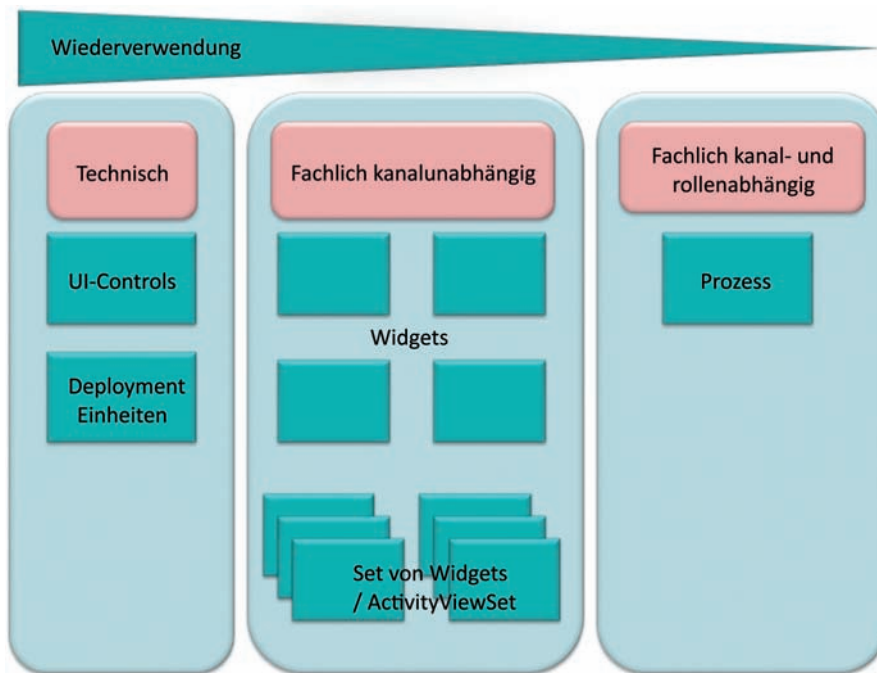 Wiederverwendung
Technisch
UI-Controls
Deployment
Einheiten
Fachlich kanalunabhängig
Widgets
Set von Widgets
/ ActivityViewSet
Fachlich kanal- und
rollenabhängig
Prozess